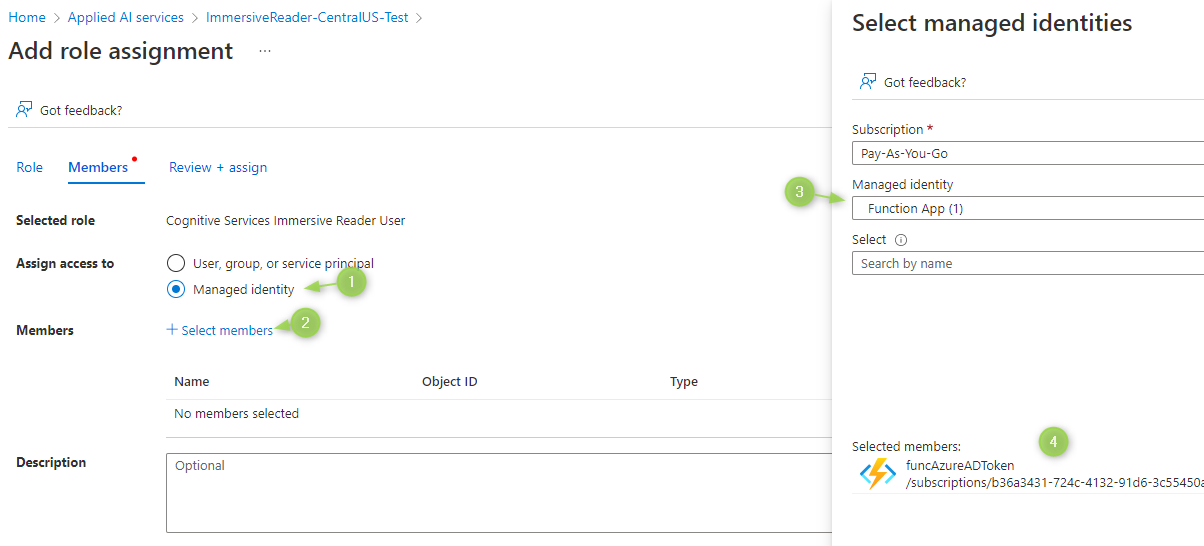 Home > Applied AI services > ImmersiveReader-CentralUS-Test >
Add role assignment ...
Got feedback?
Role Members Review + assign
Selected role Cognitive Services Immersive Reader User
Assign access to User, group, or service principal
Managed identity 1
Members + Select members 2
Name Object ID Type
No members selected
Description Optional
Select managed identities
Got feedback?
Subscription *
Pay-As-You-Go
Managed identity
3 Function App (1)
Select
Search by name
Selected members: 4
funcAzureADToken
/subscriptions/b36a3431-724c-4132-91d6-3c55450a